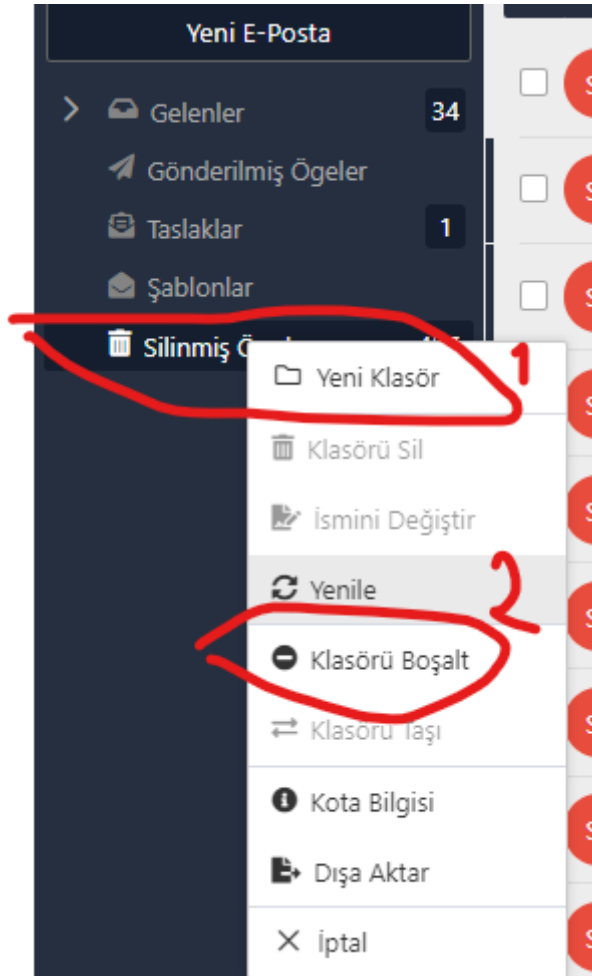 Yeni E-Posta
Gelenler 34
Gönderilmiş Ögeler
Taslaklar 1
Şablonlar
Silinmiş
1
Yeni Klasör
Klasörü Sil
İsmini Değiştir
2
Yenile
Klasörü Boşalt
Klasörü Taşı
Kota Bilgisi
Dışa Aktar
İptal